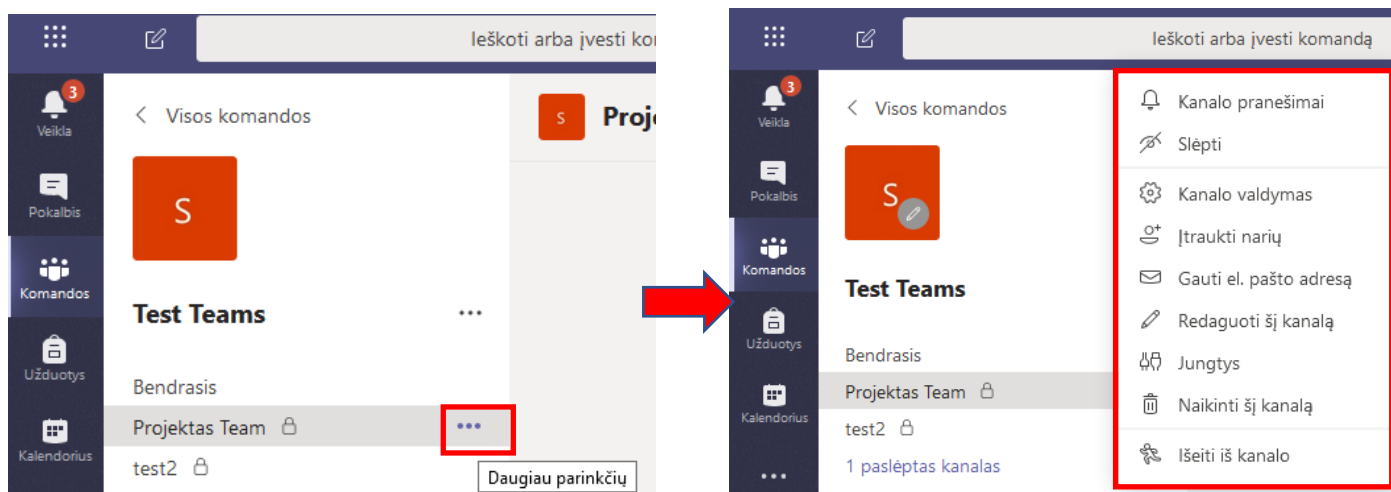 Ieškoti arba įvesti ko
3
Veikla
Visos komandos
S
Proj
Pokalbis
S
Komandos
Test Teams
Užduotys
Bendrasis
Projektas Team
Kalendorius
test2
Daugiau parinkčių
Ieškoti arba įvesti komandą
3
Veikla
Visos komandos
Pokalbis
S
Komandos
Test Teams
Užduotys
Bendrasis
Projektas Team
Kalendorius
test2
1 paslėptas kanalas
Kanalo pranešimai
Slėpti
Kanalo valdymas
Įtraukti narių
Gauti el. pašto adresą
Redaguoti šį kanalą
Jungtys
Naikinti šį kanalą
Išeiti iš kanalo